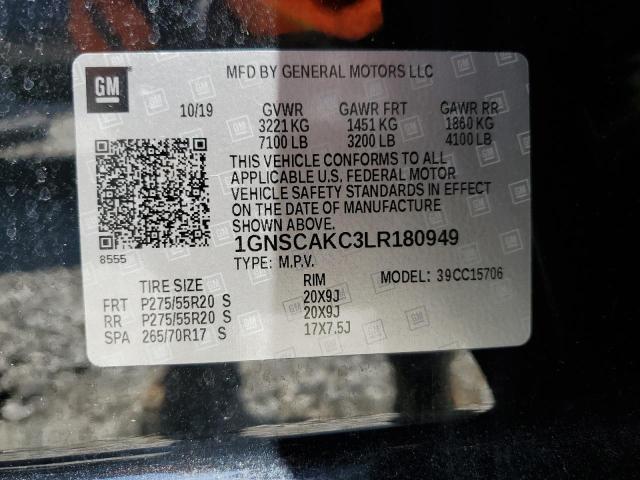 GM
MFD BY GENERAL MOTORS LLC
10/19 GVWR GAWR FRT GAWR RR
3221 KG 1451 KG 1860 KG
7100 LB 3200 LB 4100 LB
THIS VEHICLE CONFORMS TO ALL
APPLICABLE U.S. FEDERAL MOTOR
VEHICLE SAFETY STANDARDS IN EFFECT
ON THE DATE OF MANUFACTURE
SHOWN ABOVE.
1GNSCAKC3LR180949
8555
TYPE: M.P.V.
TIRE SIZE RIM MODEL: 39CC15706
FRT P275/55R20 S 20X9J
RR P275/55R20 S 20X9J
SPA 265/70R17 S 17X7.5J